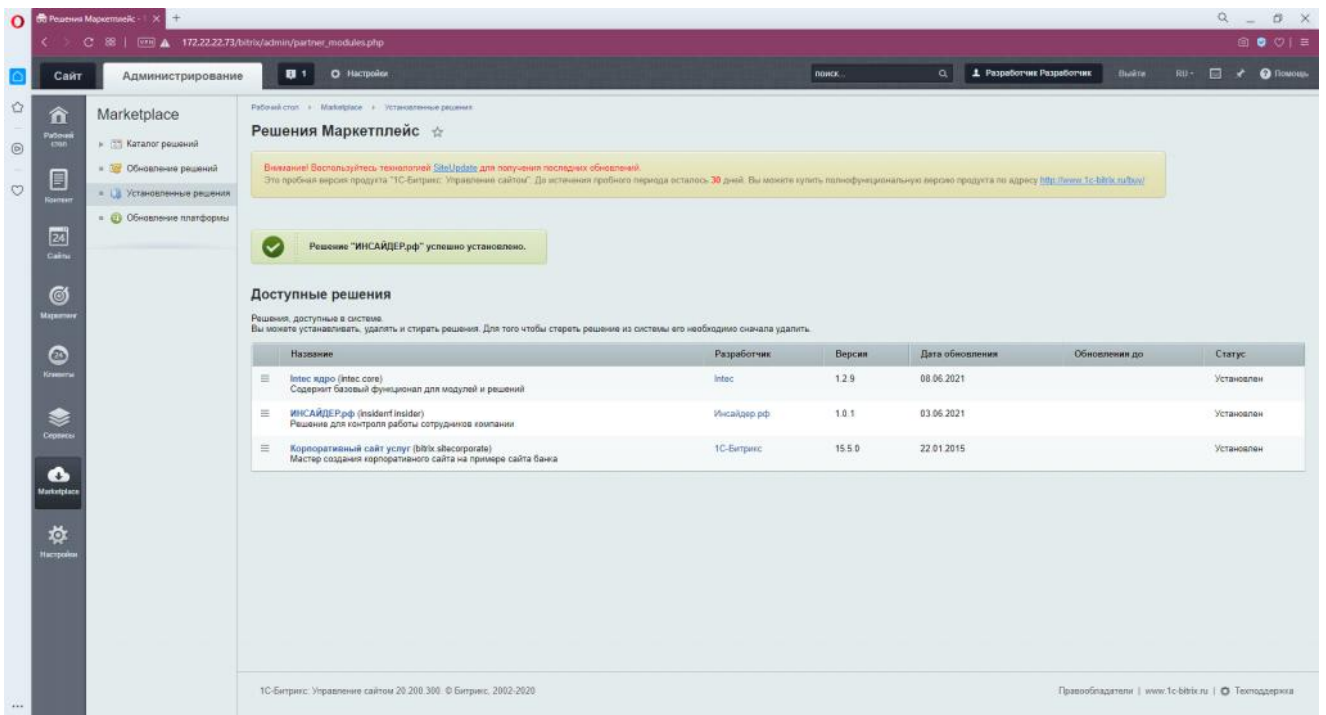 Решения Маркетплейс -
172.22.22.73/bitrix/admin/partner_modules.php
Сайт
Администрирование
1
Настройки
поиск...
Разработчик Разработчик
Выйти
RU
Помощь
Рабочий стол
Контент
24
Сайты
Маркетинг
24
Клиенты
Сервисы
Marketplace
Настройки
Marketplace
Каталог решений
Обновление решений
Установленные решения
Обновление платформы
Рабочий стол
Marketplace
Установленные решения
Решения Маркетплейс
Внимание! Воспользуйтесь технологией SiteUpdate для получения последних обновлений.
Это пробная версия продукта "1С-Битрикс: Управление сайтом". До истечения пробного периода осталось 30 дней. Вы можете купить полнофункциональную версию продукта по адресу http://www.1c-bitrix.ru/buy/
Решение "ИНСАЙДЕР.рф" успешно установлено.
Доступные решения
Решения, доступные в системе.
Вы можете устанавливать, удалять и стирать решения. Для того чтобы стереть решение из системы его необходимо сначала удалить.
Название Разработчик Версия Дата обновления Обновления до Статус
Intec ядро (intec.core) Intec 1.2.9 08.06.2021 Установлен
Содержит базовый функционал для модулей и решений
ИНСАЙДЕР.рф (insiderrf.insider) Инсайдер.рф 1.0.1 03.06.2021 Установлен
Решение для контроля работы сотрудников компании
Корпоративный сайт услуг (bitrix.sitecorporate) 1С-Битрикс 15.5.0 22.01.2015 Установлен
Мастер создания корпоративного сайта на примере сайта банка
1С-Битрикс: Управление сайтом 20.200.300. © Битрикс, 2002-2020
Правообладатели | www.1c-bitrix.ru | Техподдержка